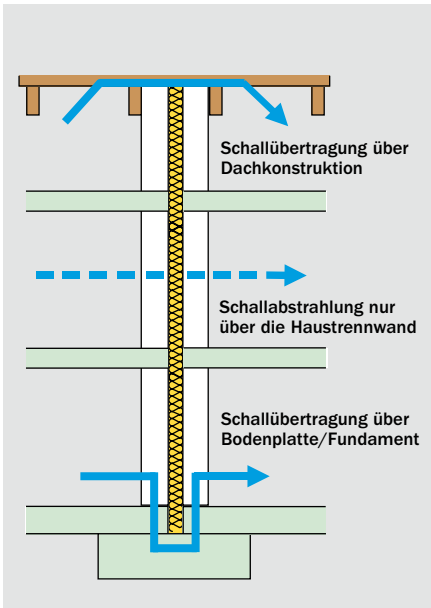 Schallübertragung über
Dachkonstruktion
Schallabstrahlung nur
über die Haustrennwand
Schallübertragung über
Bodenplatte/Fundament